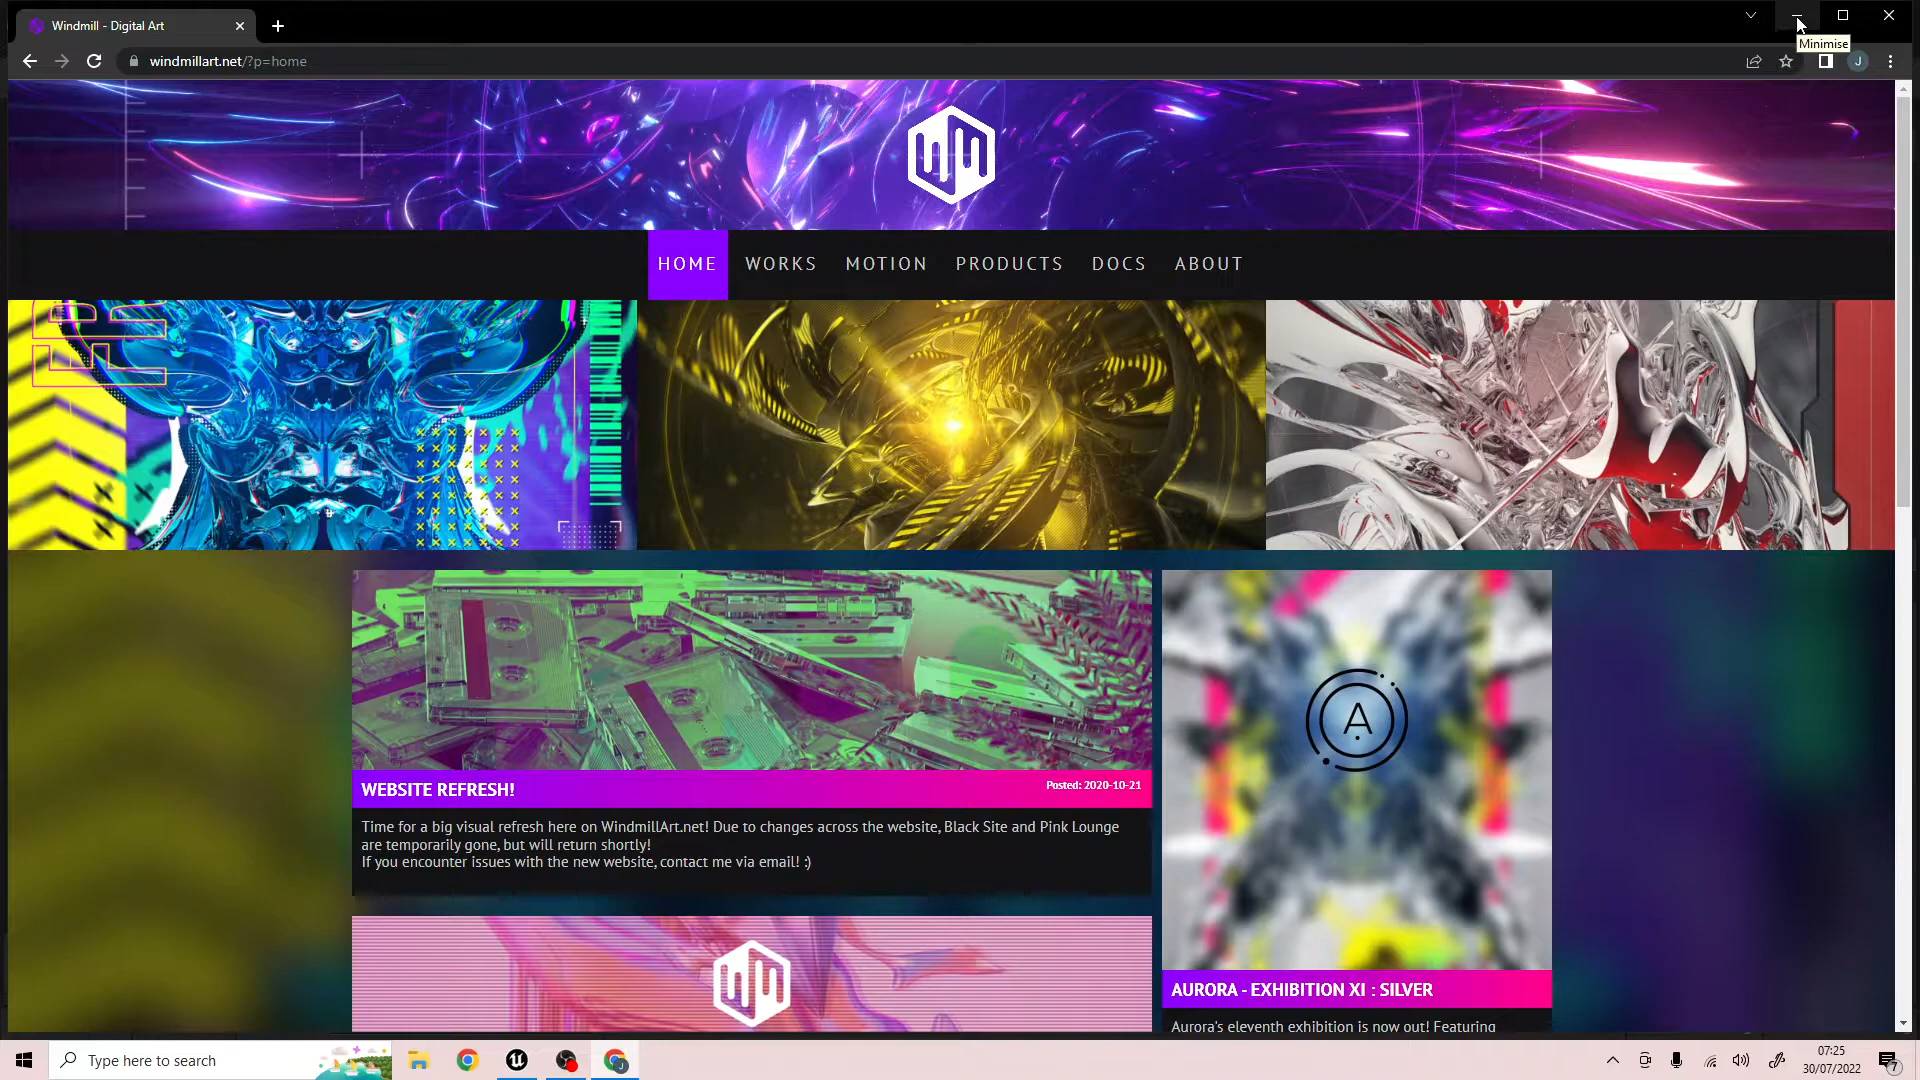 Windmill - Digital Art
Minimise
windmillart.net/?p=home
J
HOME WORKS MOTION PRODUCTS DOCS ABOUT
WEBSITE REFRESH!
Posted: 2020-10-21
Time for a big visual refresh here on WindmillArt.net! Due to changes across the website, Black Site and Pink Lounge
are temporarily gone, but will return shortly!
If you encounter issues with the new website, contact me via email! :)
A
AURORA - EXHIBITION XI : SILVER
Aurora's eleventh exhibition is now out! Featuring
Type here to search
07:25
30/07/2022
7